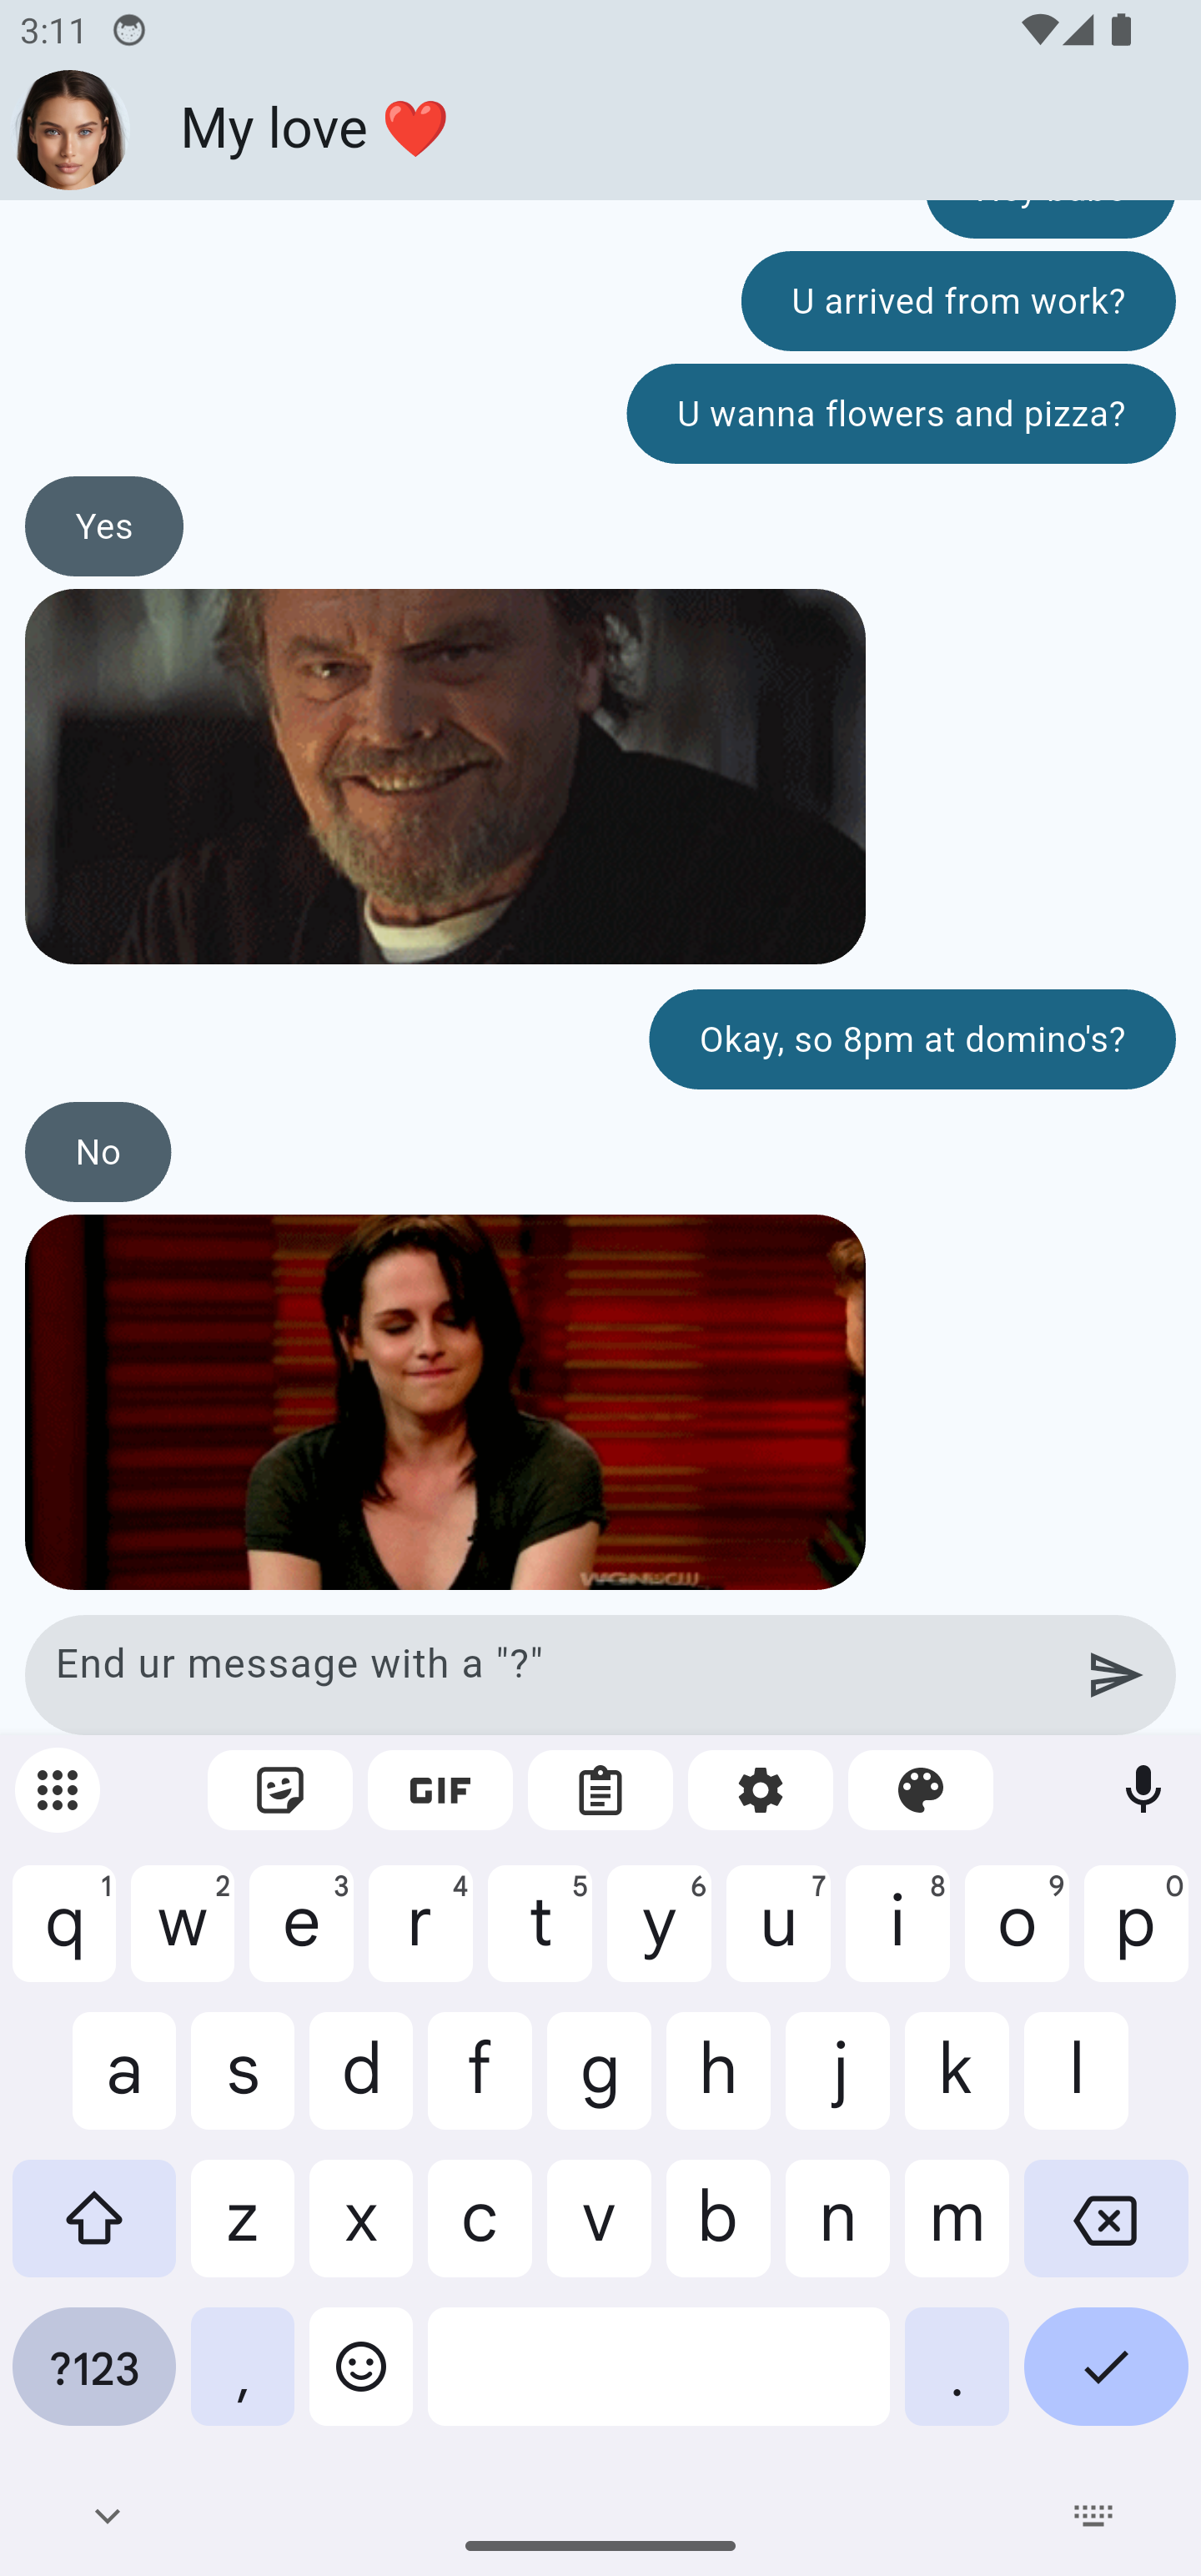 3:11
My love ❤️
U arrived from work?
U wanna flowers and pizza?
Yes
Okay, so 8pm at domino's?
No
End ur message with a "?"
GIF
q 1 w 2 e 3 r 4 t 5 y 6 u 7 i 8 o 9 p 0
a s d f g h j k l
z x c v b n m
?123 , .